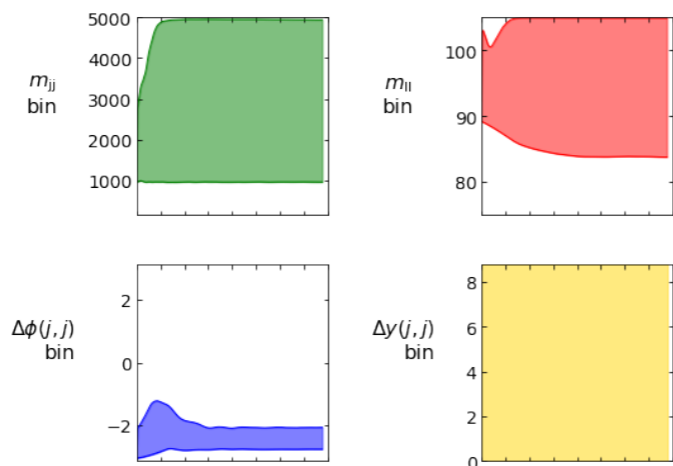 5000
4000
3000
2000
1000
m_jj
bin
100
90
80
m_ll
bin
2
0
−2
Δϕ(j, j)
bin
8
6
4
2
0
Δy(j, j)
bin